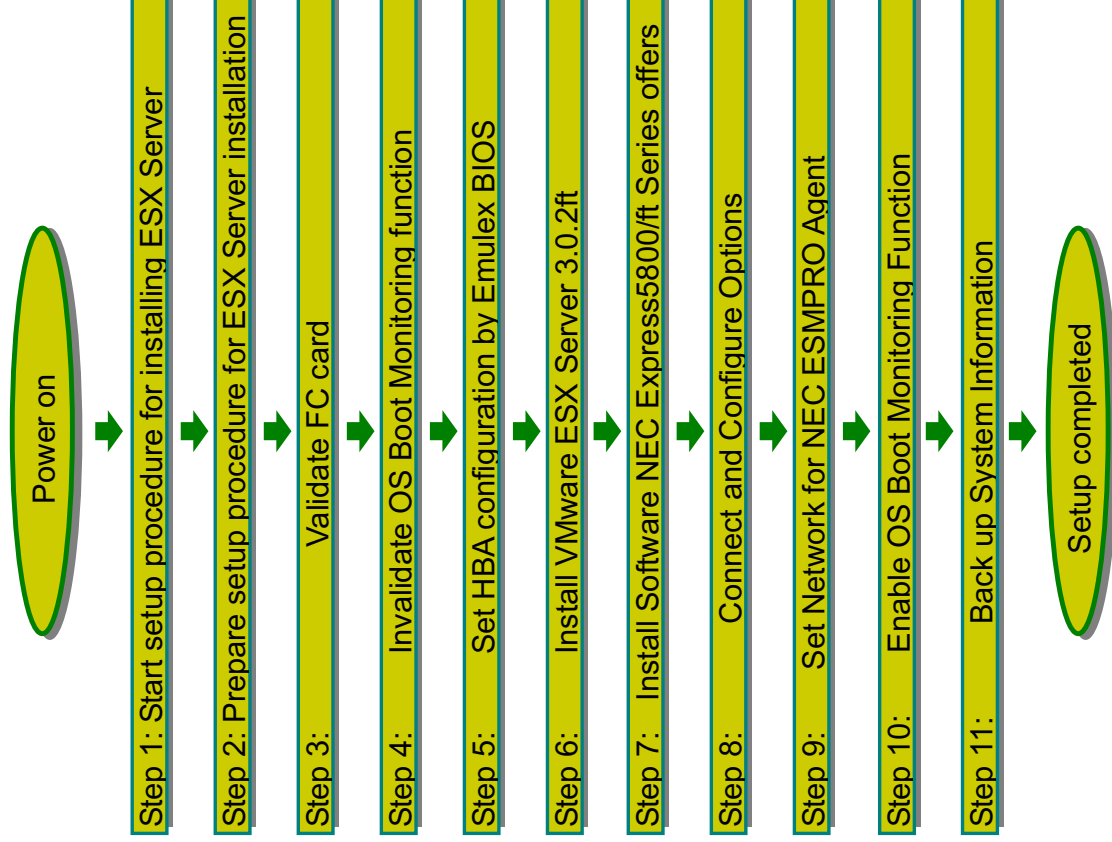 Power on
Step 1: Start setup procedure for installing ESX Server
Step 2: Prepare setup procedure for ESX Server installation
Step 3: Validate FC card
Step 4: Invalidate OS Boot Monitoring function
Step 5: Set HBA configuration by Emulex BIOS
Step 6: Install VMware ESX Server 3.0.2ft
Step 7: Install Software NEC Express5800/ft Series offers
Step 8: Connect and Configure Options
Step 9: Set Network for NEC ESMPRO Agent
Step 10: Enable OS Boot Monitoring Function
Step 11: Back up System Information
Setup completed